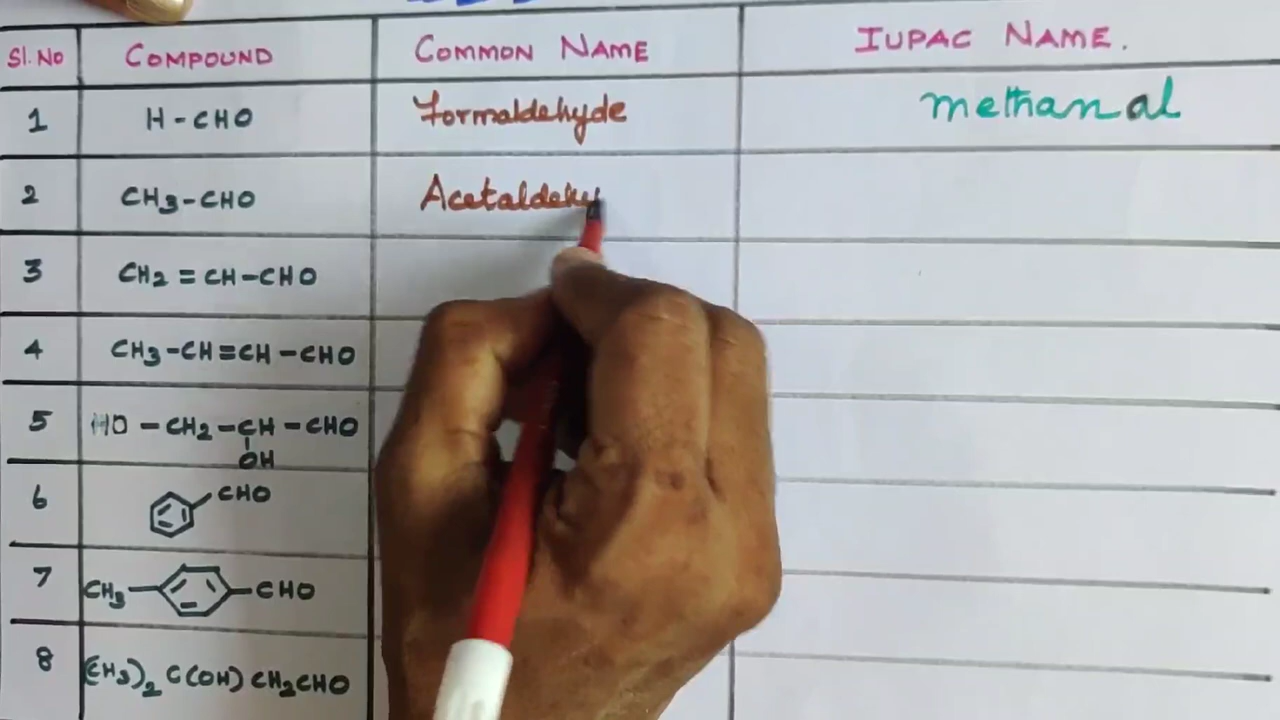 Sl. No COMPOUND COMMON NAME IUPAC NAME.
1 H-CHO Formaldehyde methanal
2 CH3-CHO Acetaldehy
3 CH2=CH-CHO
4 CH3-CH=CH-CHO
5 HO-CH2-CH-CHO
OH
6 CHO
7 CH3 CHO
8 (CH3)2 C(OH) CH2CHO